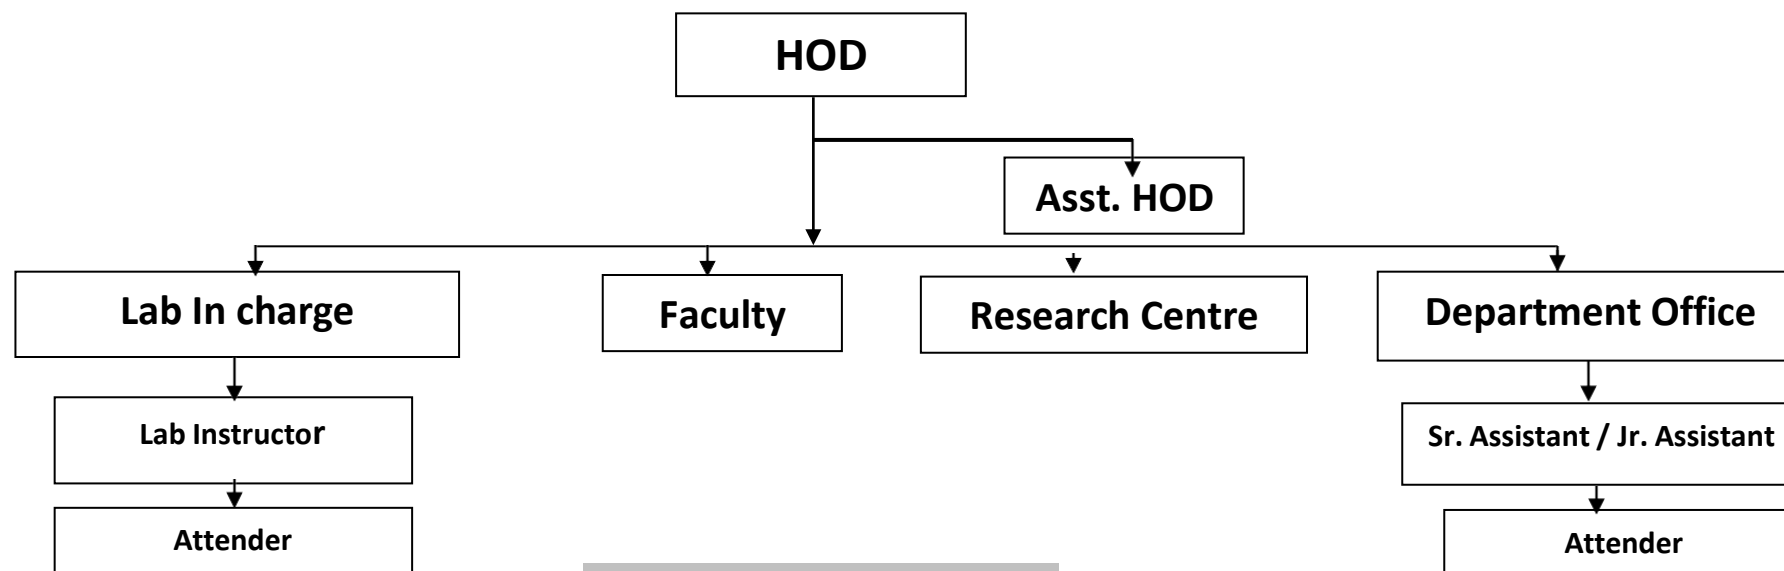 HOD
Asst. HOD
Lab In charge
Faculty
Research Centre
Department Office
Lab Instructor
Sr. Assistant / Jr. Assistant
Attender
Attender